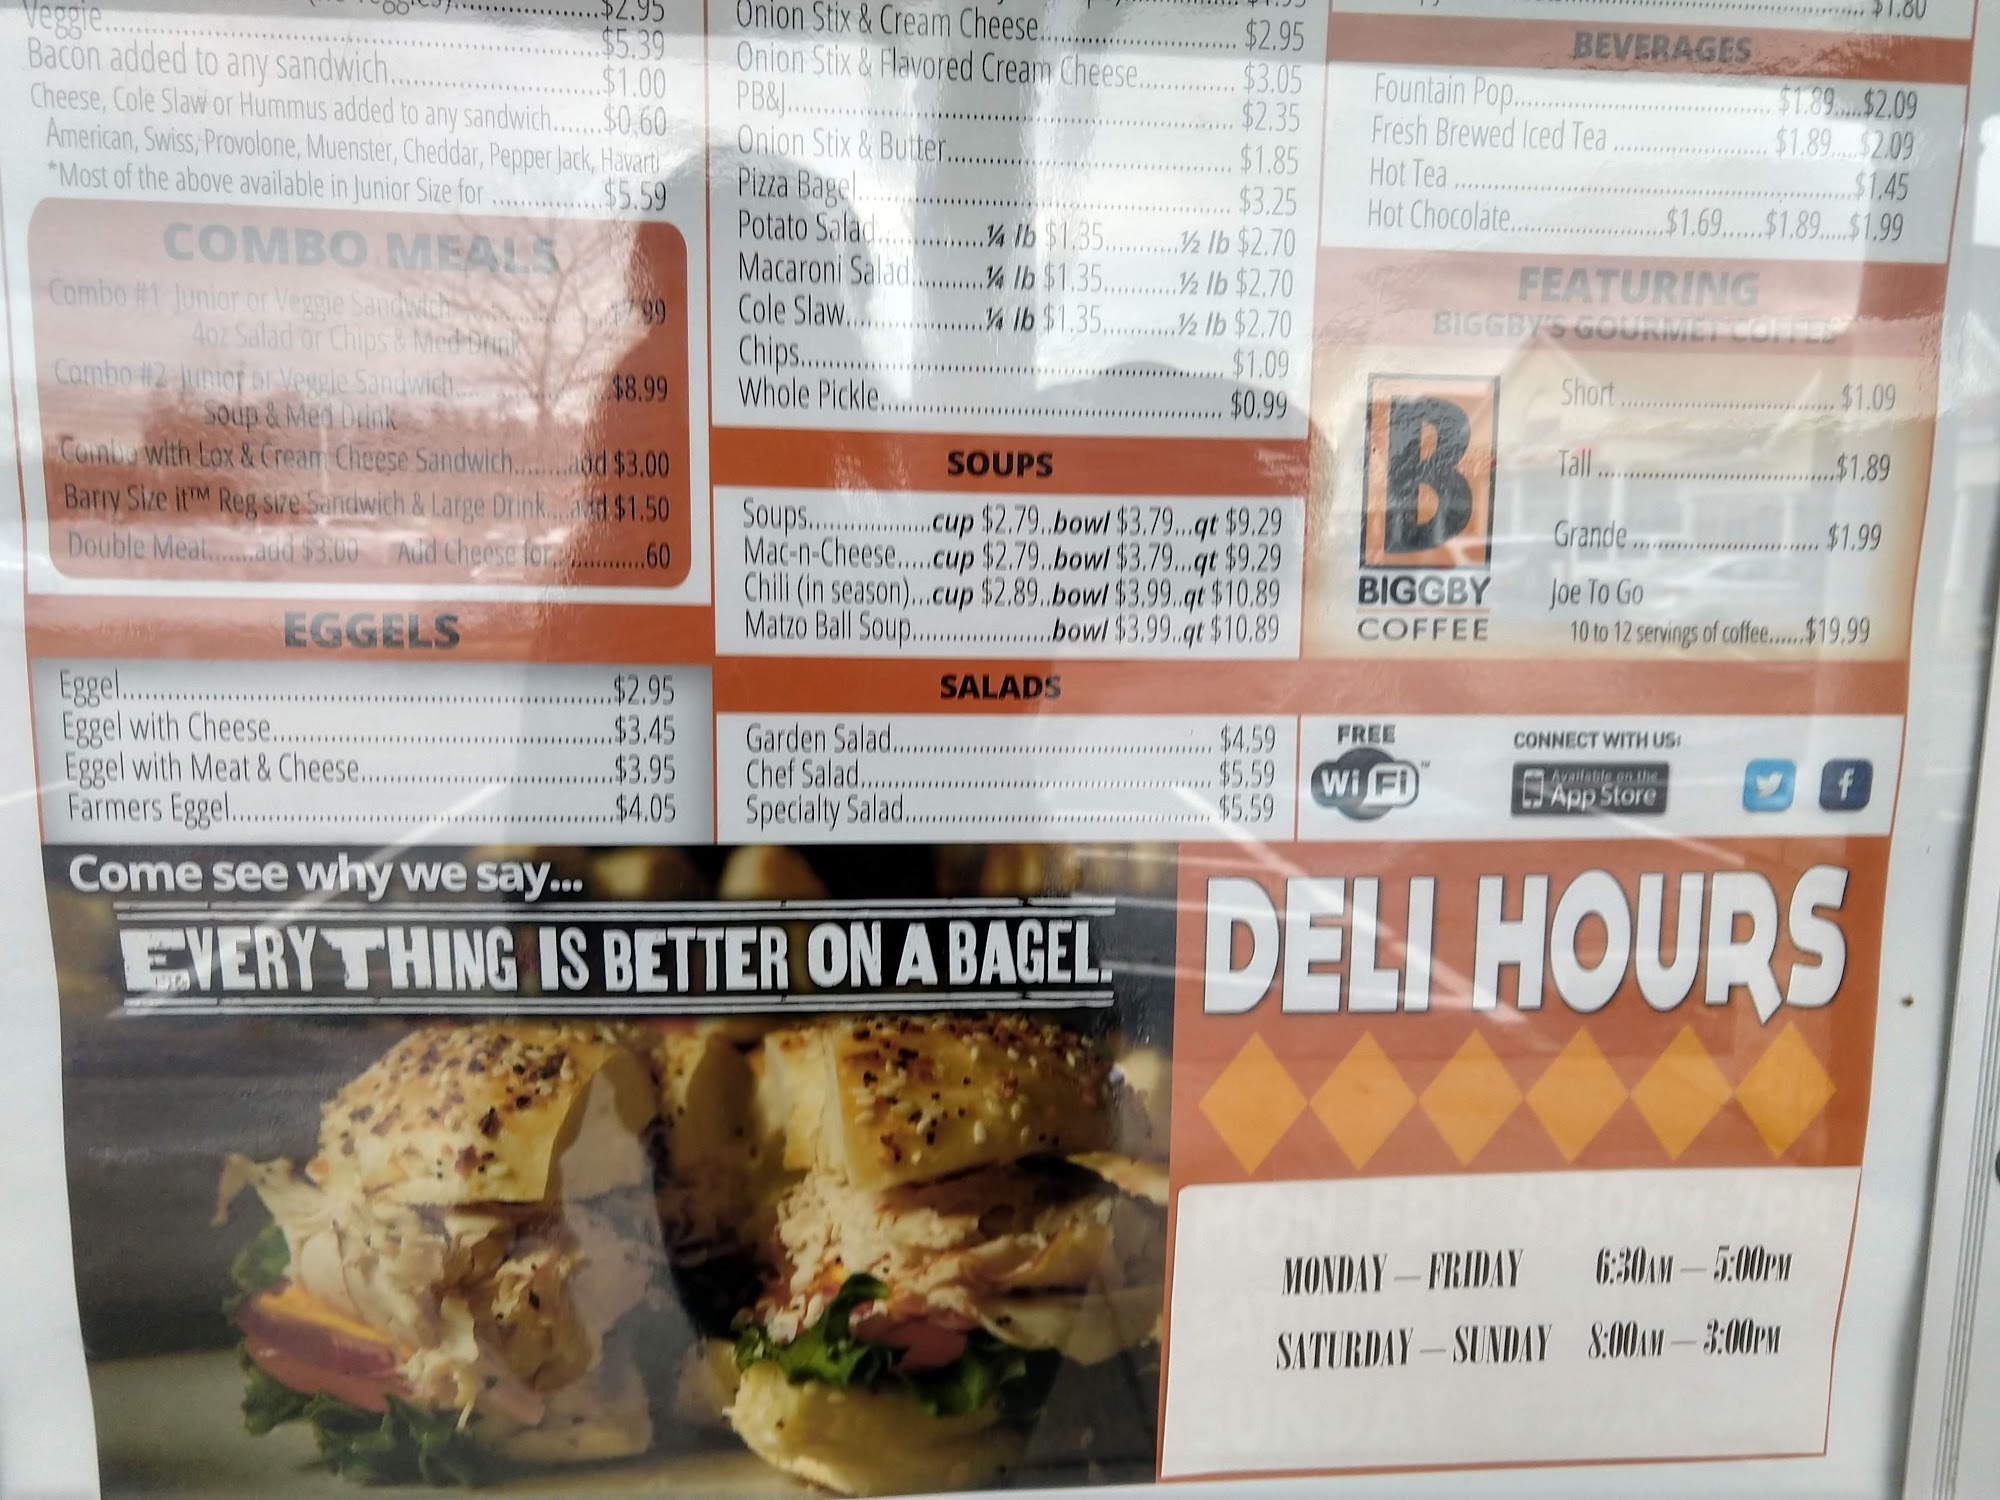 Veggie..........$5.39
$2.95
Bacon added to any sandwich..........$1.00
Cheese, Cole Slaw or Hummus added to any sandwich.......$0.60
American, Swiss, Provolone, Muenster, Cheddar, Pepper Jack, Havarti
*Most of the above available in Junior Size for ..........$5.59
COMBO MEALS
Combo #1 Junior or Veggie Sandwich..........$7.99
4oz Salad or Chips & Med Drink
Combo #2 Junior or Veggie Sandwich..........$8.99
Soup & Med Drink
Combo with Lox & Cream Cheese Sandwich.........add $3.00
Barry Size it™ Reg size Sandwich & Large Drink....add $1.50
Double Meat.......add $3.00 Add Cheese for...........60
EGGELS
Eggel..........$2.95
Eggel with Cheese..........$3.45
Eggel with Meat & Cheese..........$3.95
Farmers Eggel..........$4.05
Onion Stix & Cream Cheese..........$2.95
Onion Stix & Flavored Cream Cheese..........$3.05
PB&J..........$2.35
Onion Stix & Butter..........$1.85
Pizza Bagel..........$3.25
Potato Salad..........¼ lb $1.35..........½ lb $2.70
Macaroni Salad..........¼ lb $1.35..........½ lb $2.70
Cole Slaw..........¼ lb $1.35..........½ lb $2.70
Chips..........$1.09
Whole Pickle..........$0.99
SOUPS
Soups..........cup $2.79..bowl $3.79...qt $9.29
Mac-n-Cheese.....cup $2.79..bowl $3.79...qt $9.29
Chili (in season)...cup $2.89..bowl $3.99..qt $10.89
Matzo Ball Soup..........bowl $3.99..qt $10.89
SALADS
Garden Salad..........$4.59
Chef Salad..........$5.59
Specialty Salad..........$5.59
$1.80
BEVERAGES
Fountain Pop..........$1.89.....$2.09
Fresh Brewed Iced Tea ..........$1.89.....$2.09
Hot Tea ..........$1.45
Hot Chocolate..........$1.69......$1.89.....$1.99
FEATURING
BIGGBY'S GOURMET COFFEE
B
BIGGBY
COFFEE
Short ..........$1.09
Tall ..........$1.89
Grande ..........$1.99
Joe To Go
10 to 12 servings of coffee......$19.99
FREE
Wi Fi™
CONNECT WITH US:
Available on the
App Store
f
Come see why we say...
EVERYTHING IS BETTER ON A BAGEL.
DELI HOURS
MONDAY – FRIDAY 6:30AM – 5:00PM
SATURDAY – SUNDAY 8:00AM – 3:00PM